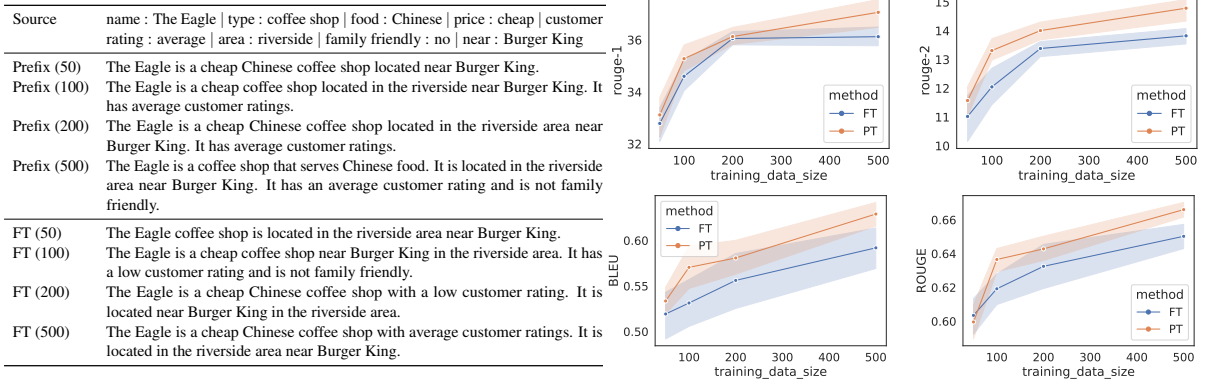 Source name : The Eagle | type : coffee shop | food : Chinese | price : cheap | customer
rating : average | area : riverside | family friendly : no | near : Burger King
Prefix (50) The Eagle is a cheap Chinese coffee shop located near Burger King.
Prefix (100) The Eagle is a cheap coffee shop located in the riverside near Burger King. It
has average customer ratings.
Prefix (200) The Eagle is a cheap Chinese coffee shop located in the riverside area near
Burger King. It has average customer ratings.
Prefix (500) The Eagle is a coffee shop that serves Chinese food. It is located in the riverside
area near Burger King. It has an average customer rating and is not family
friendly.
FT (50) The Eagle coffee shop is located in the riverside area near Burger King.
FT (100) The Eagle is a cheap coffee shop near Burger King in the riverside area. It has
a low customer rating and is not family friendly.
FT (200) The Eagle is a cheap Chinese coffee shop with a low customer rating. It is
located near Burger King in the riverside area.
FT (500) The Eagle is a cheap Chinese coffee shop with average customer ratings. It is
located in the riverside area near Burger King.
rouge-1
36
34
32
method
FT
PT
100 200 300 400 500
training_data_size
rouge-2
15
14
13
12
11
10
method
FT
PT
100 200 300 400 500
training_data_size
BLEU
0.60
0.55
0.50
method
FT
PT
100 200 300 400 500
training_data_size
ROUGE
0.66
0.64
0.62
0.60
method
FT
PT
100 200 300 400 500
training_data_size